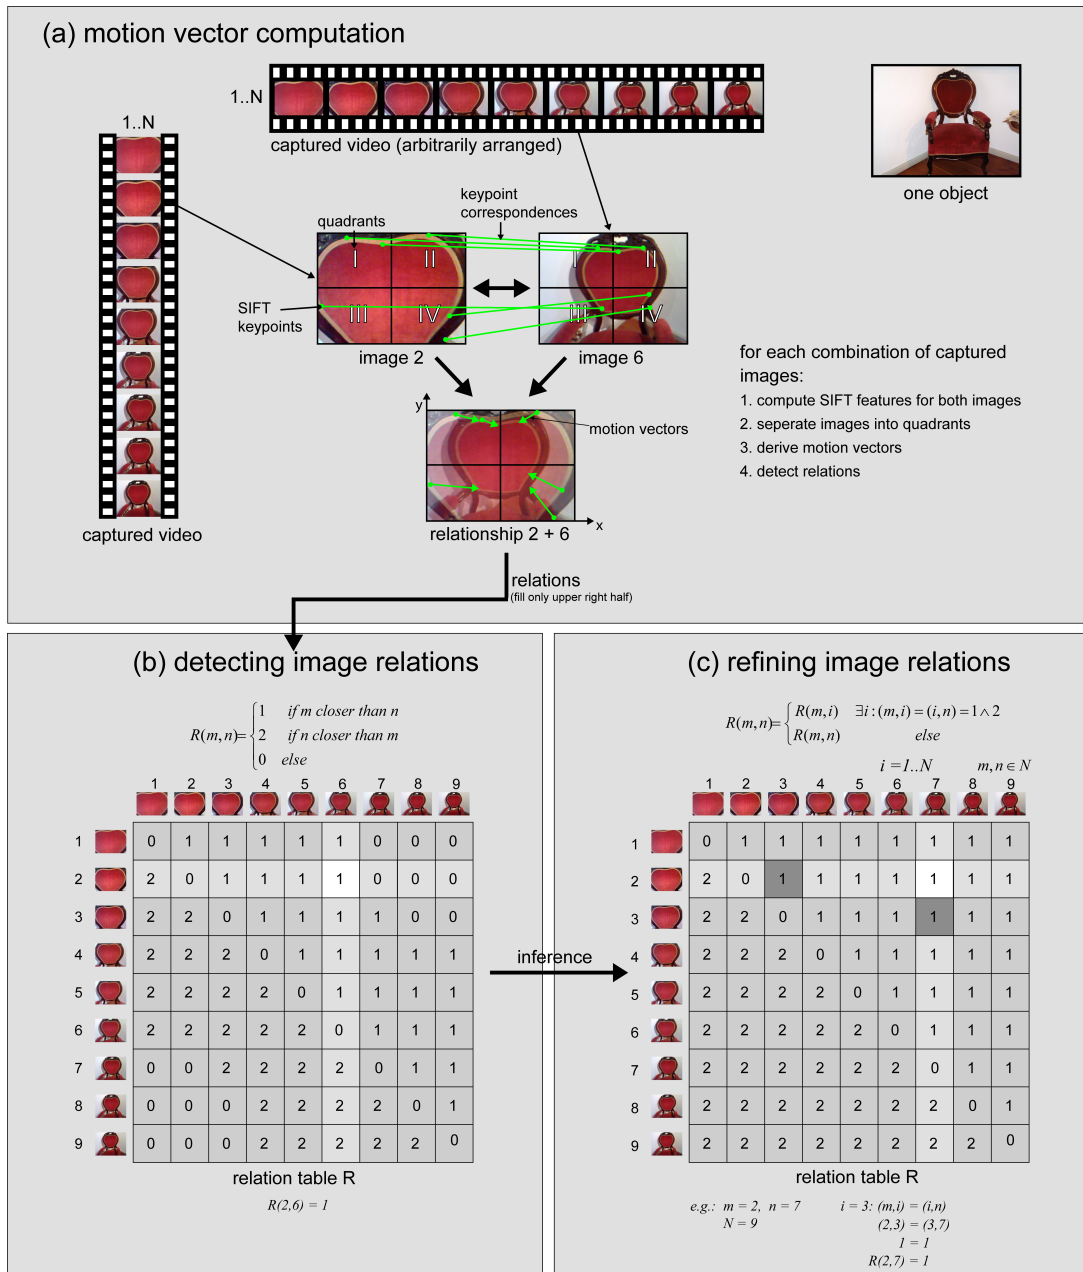 (a) motion vector computation
1..N
captured video (arbitrarily arranged)
one object
1..N
captured video
keypoint
correspondences
quadrants
I II
III IV
I II
III IV
SIFT
keypoints
image 2
image 6
y
x
motion vectors
relationship 2 + 6
for each combination of captured
images:
1. compute SIFT features for both images
2. seperate images into quadrants
3. derive motion vectors
4. detect relations
relations
(fill only upper right half)
(b) detecting image relations
R(m,n)= { 1 if m closer than n
2 if n closer than m
0 else
1 2 3 4 5 6 7 8 9
1 0 1 1 1 1 1 0 0 0
2 2 0 1 1 1 1 0 0 0
3 2 2 0 1 1 1 1 0 0
4 2 2 2 0 1 1 1 1 1
5 2 2 2 2 0 1 1 1 1
6 2 2 2 2 2 0 1 1 1
7 0 0 2 2 2 2 0 1 1
8 0 0 0 2 2 2 2 0 1
9 0 0 0 2 2 2 2 2 0
relation table R
R(2,6) = 1
inference
(c) refining image relations
R(m,n)= { R(m,i) ∃i:(m,i)=(i,n)=1∧2
R(m,n) else
i =1..N m,n∈N
1 2 3 4 5 6 7 8 9
1 0 1 1 1 1 1 1 1 1
2 2 0 1 1 1 1 1 1 1
3 2 2 0 1 1 1 1 1 1
4 2 2 2 0 1 1 1 1 1
5 2 2 2 2 0 1 1 1 1
6 2 2 2 2 2 0 1 1 1
7 2 2 2 2 2 2 0 1 1
8 2 2 2 2 2 2 2 0 1
9 2 2 2 2 2 2 2 2 0
relation table R
e.g.: m = 2, n = 7 i = 3: (m,i) = (i,n)
N = 9 (2,3) = (3,7)
1 = 1
R(2,7) = 1